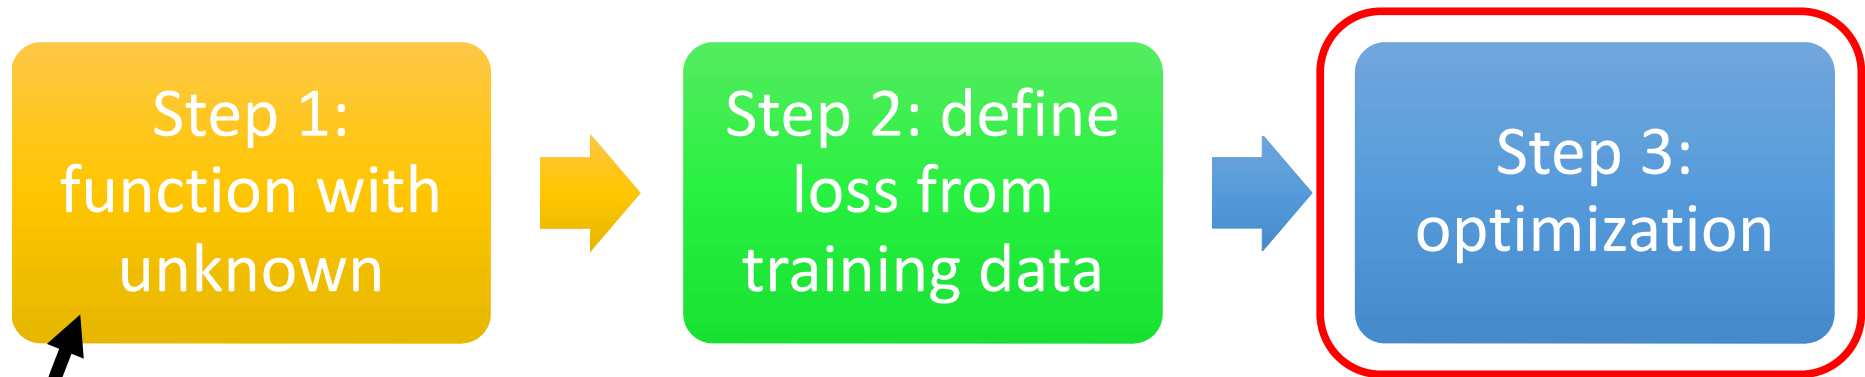 Step 1:
function with
unknown
Step 2: define
loss from
training data
Step 3:
optimization